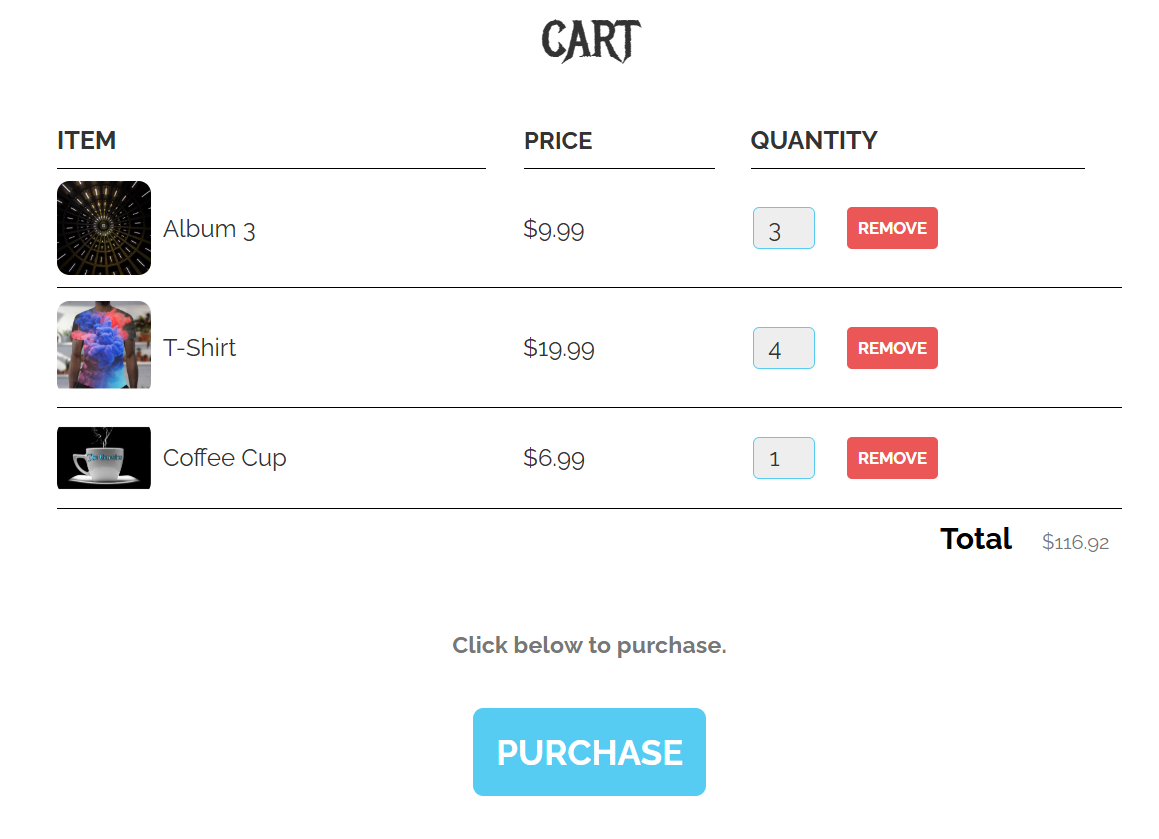 CART
ITEM PRICE QUANTITY
Album 3 $9.99 3 REMOVE
T-Shirt $19.99 4 REMOVE
Coffee Cup $6.99 1 REMOVE
Total $116.92
Click below to purchase.
PURCHASE